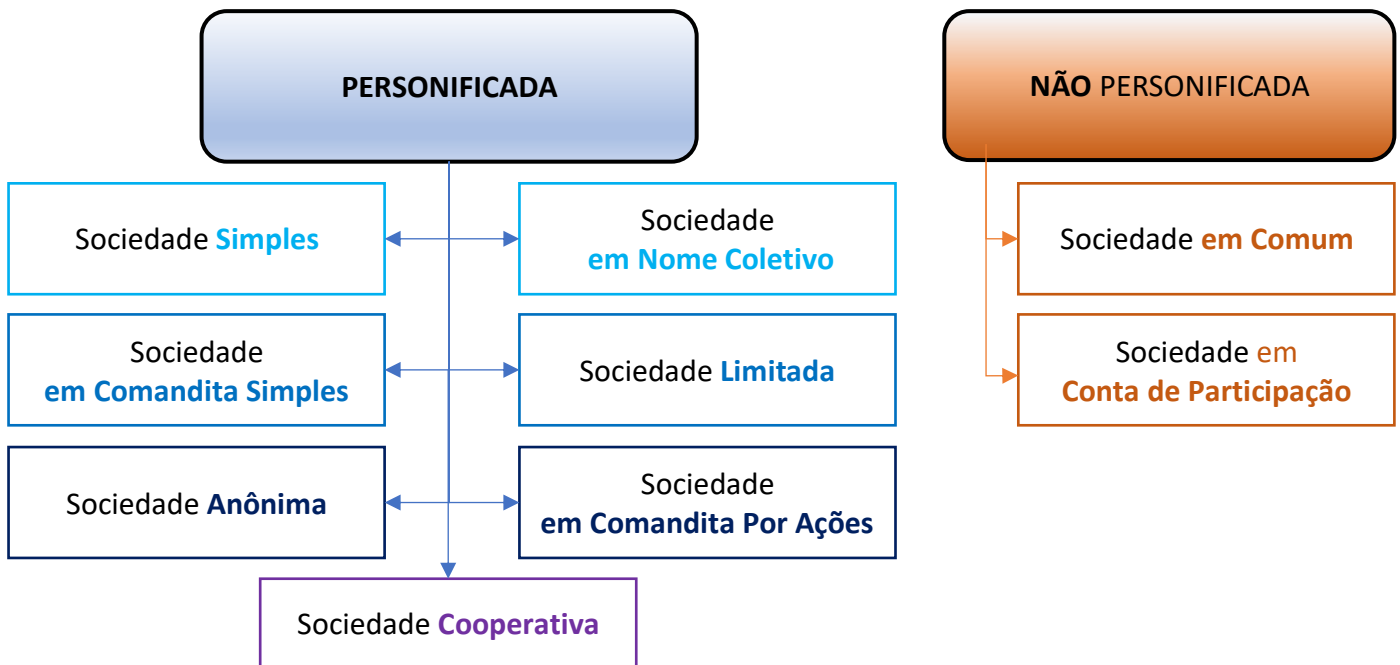 PERSONIFICADA
NÃO PERSONIFICADA
Sociedade Simples
Sociedade
em Nome Coletivo
Sociedade em Comum
Sociedade
em Comandita Simples
Sociedade Limitada
Sociedade em
Conta de Participação
Sociedade Anônima
Sociedade
em Comandita Por Ações
Sociedade Cooperativa